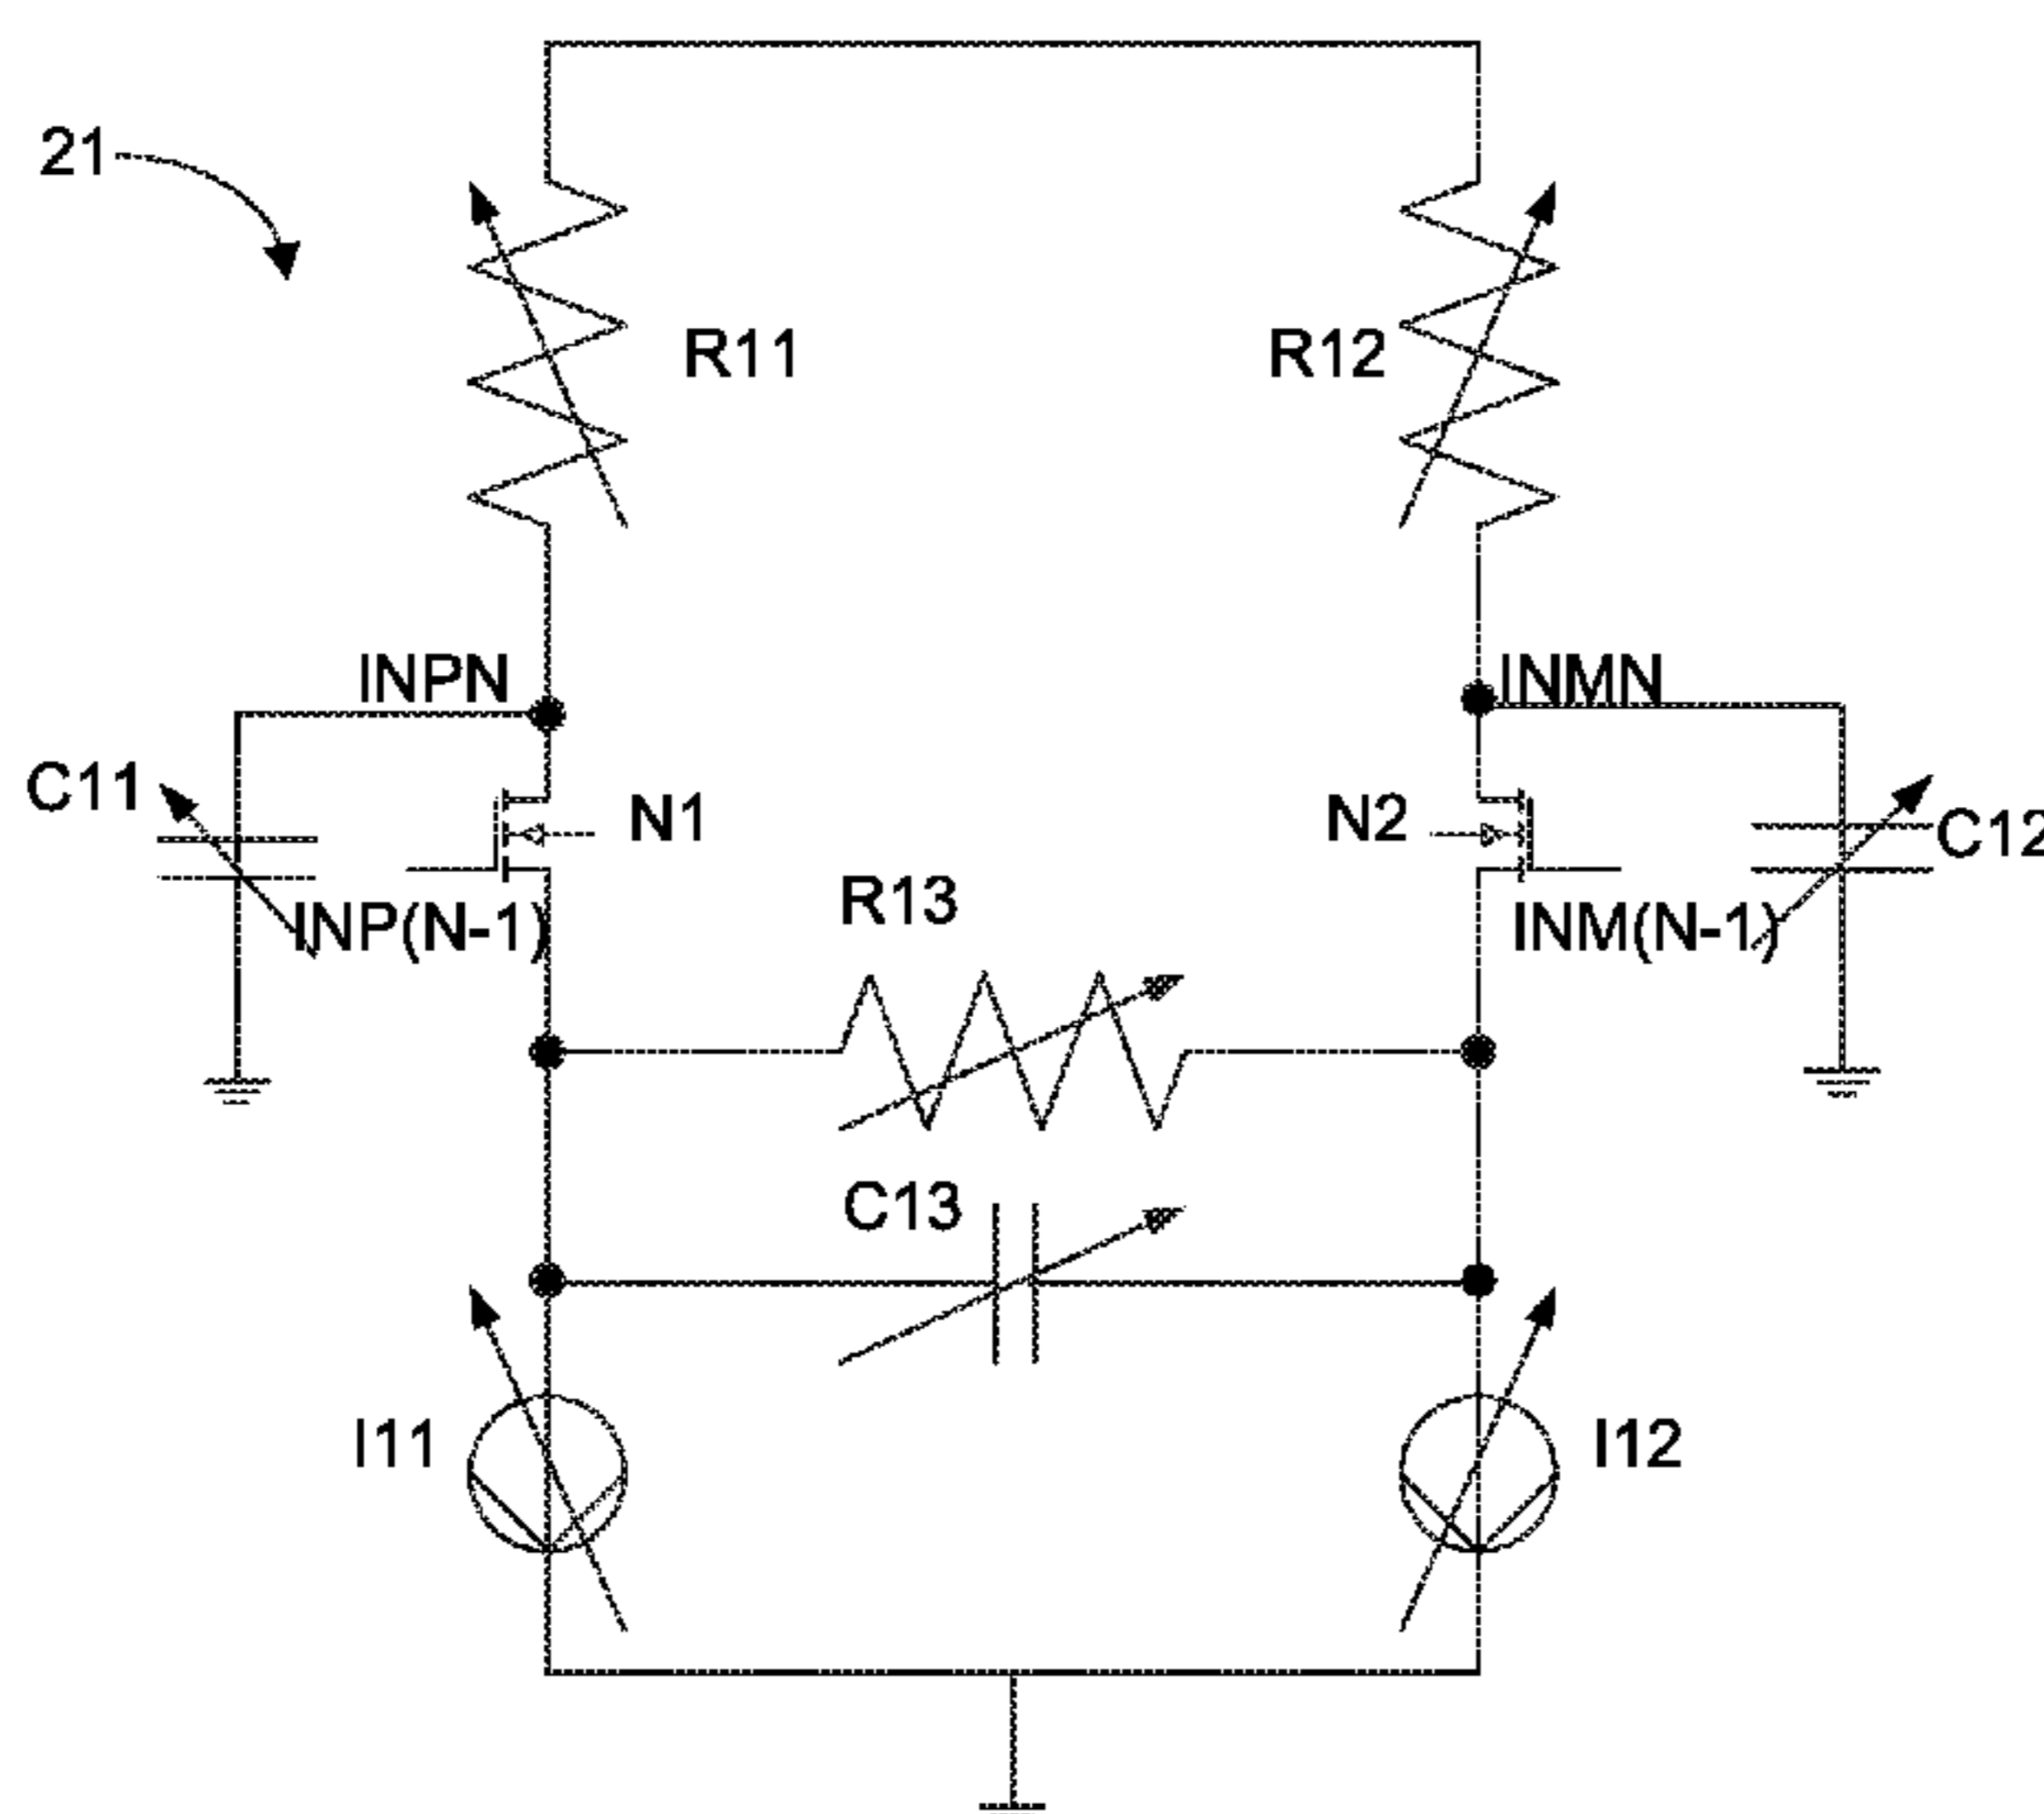 21
R11
R12
INPN
INMN
C11
N1
N2
C12
INP(N-1)
R13
INM(N-1)
C13
I11
I12